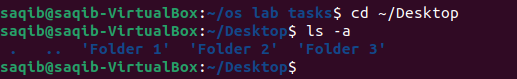 saqib@saqib-VirtualBox:~/os lab tasks$ cd ~/Desktop
saqib@saqib-VirtualBox:~/Desktop$ ls -a
.   ..  'Folder 1'  'Folder 2'  'Folder 3'
saqib@saqib-VirtualBox:~/Desktop$